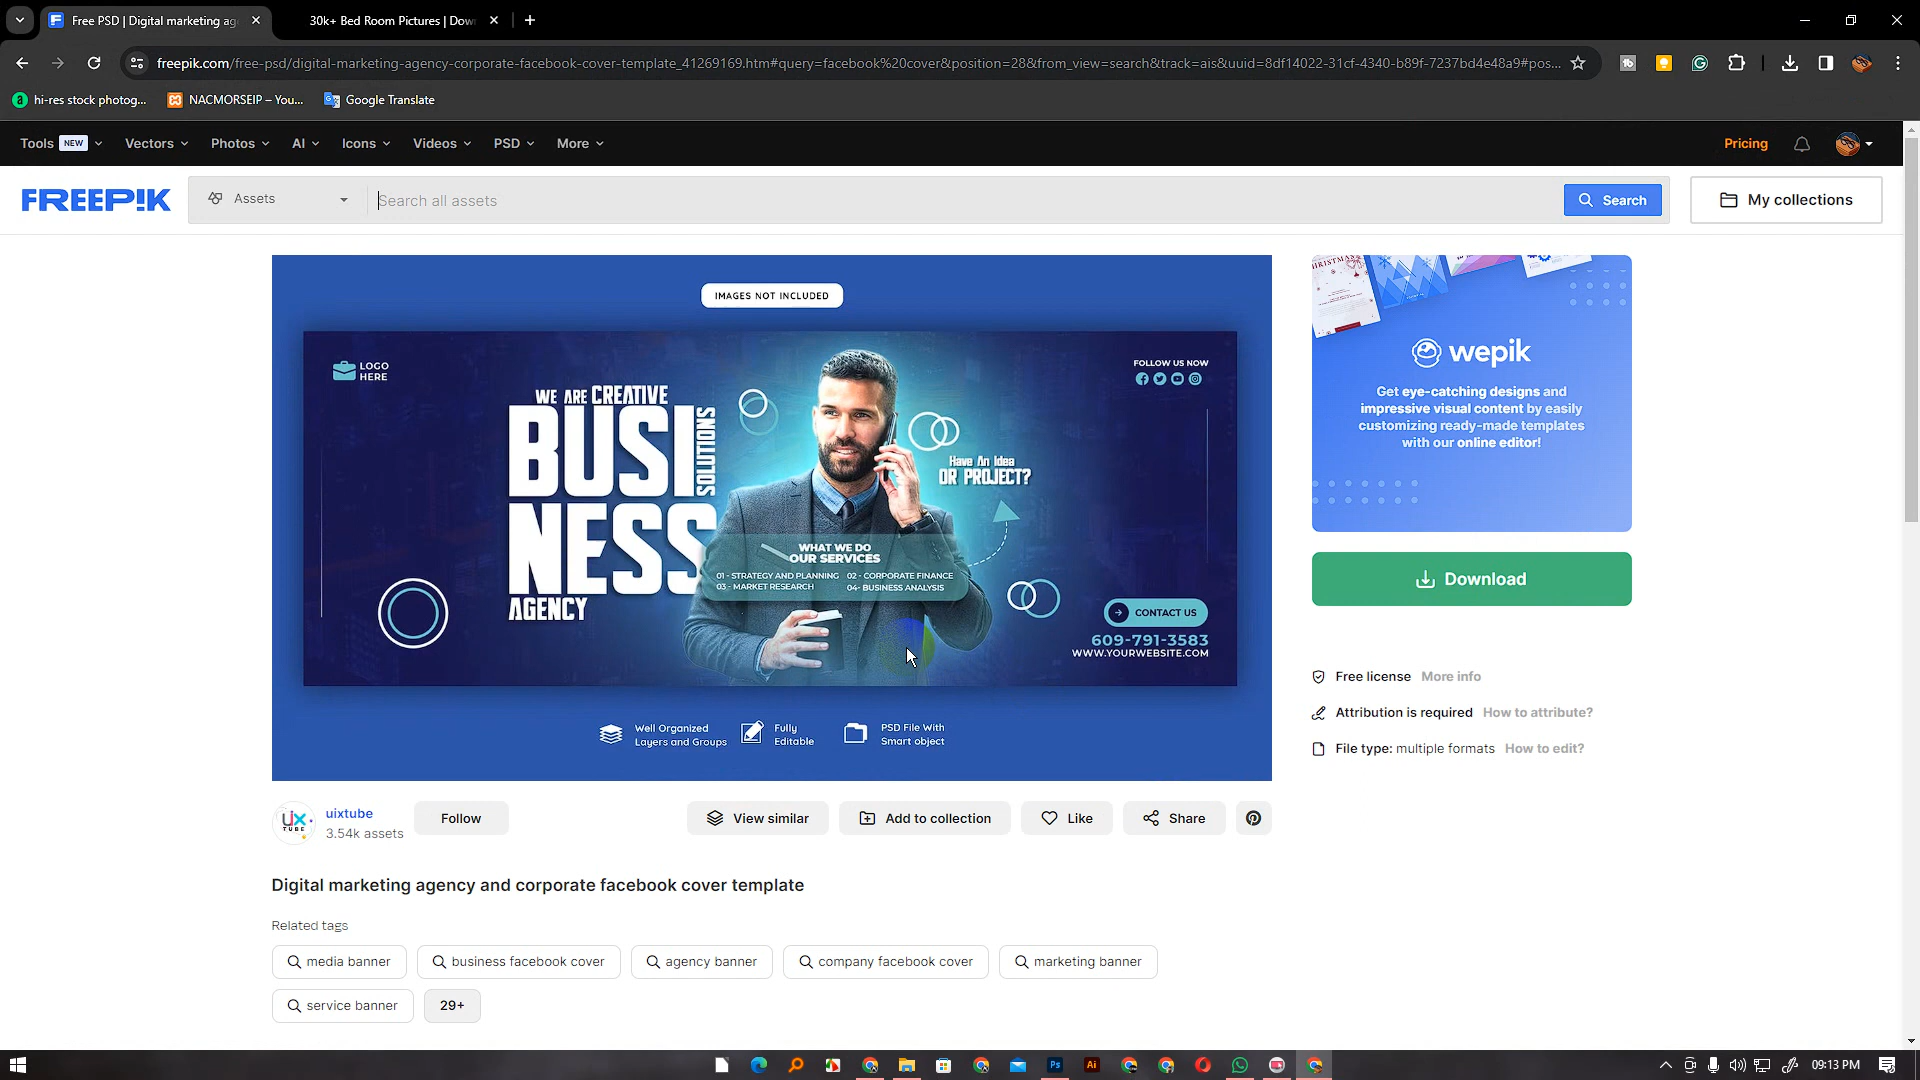 Free PSD | Digital marketing ag
30k+ Bed Room Pictures | Dow
freepik.com/free-psd/digital-marketing-agency-corporate-facebook-cover-template_41269169.htm#query=facebook%20cover&position=28&from_view=search&track=ais&uuid=8df14022-31cf-4340-b89f-7237bd4e48a9#pos...
hi-res stock photog...
NACMORSEIP – You...
Google Translate
Tools NEW
Vectors
Photos
AI
Icons
Videos
PSD
More
Pricing
FREEPIK
Assets
Search all assets
Search
My collections
IMAGES NOT INCLUDED
LOGO
HERE
FOLLOW US NOW
WE ARE CREATIVE
BUSI
SOLUTIONS
NESS
AGENCY
Have An Idea
OR PROJECT?
WHAT WE DO
OUR SERVICES
01 - STRATEGY AND PLANNING 02 - CORPORATE FINANCE
03 - MARKET RESEARCH 04- BUSINESS ANALYSIS
CONTACT US
609-791-3583
WWW.YOURWEBSITE.COM
Well Organized
Layers and Groups
Fully
Editable
PSD File With
Smart object
CHRISTMAS
wepik
Get eye-catching designs and
impressive visual content by easily
customizing ready-made templates
with our online editor!
Download
Free license More info
Attribution is required How to attribute?
File type: multiple formats How to edit?
UX
TUBE
uixtube
3.54k assets
Follow
View similar
Add to collection
Like
Share
Digital marketing agency and corporate facebook cover template
Related tags
media banner
business facebook cover
agency banner
company facebook cover
marketing banner
service banner
29+
Ps
Ai
09:13 PM